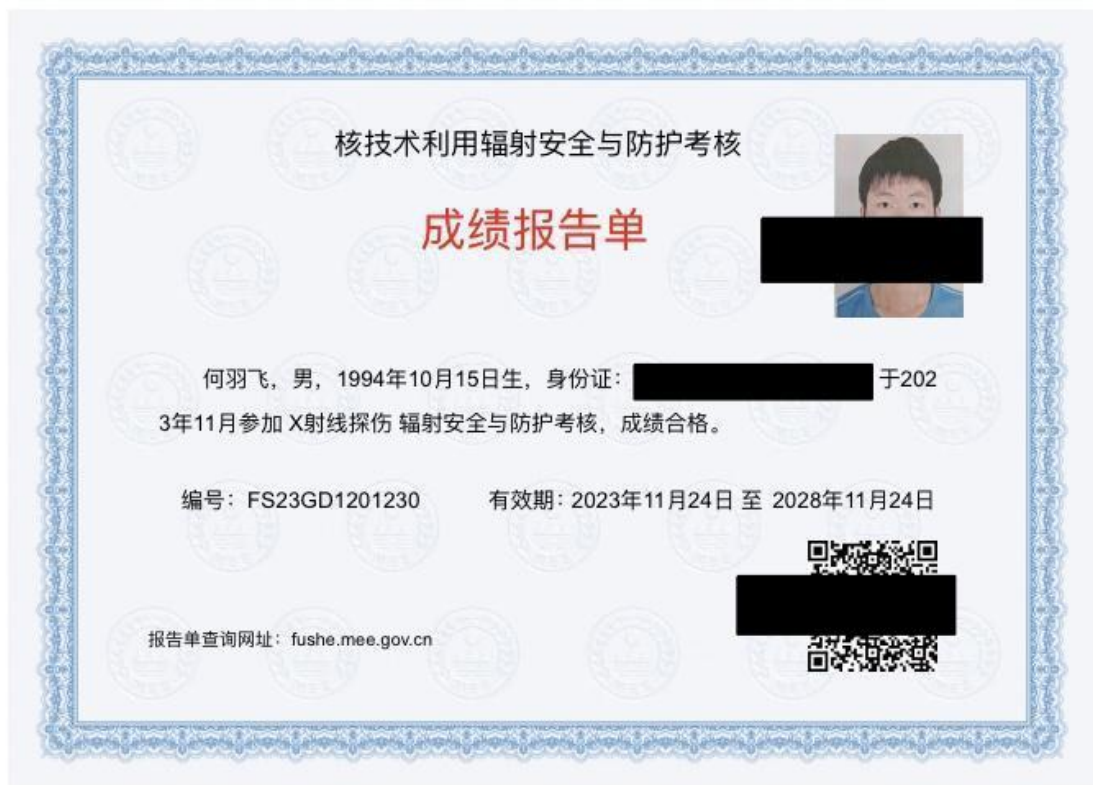 核技术利用辐射安全与防护考核
成绩报告单
何羽飞，男，1994年10月15日生，身份证： 于202
3年11月参加 X射线探伤 辐射安全与防护考核，成绩合格。
编号：FS23GD1201230 有效期：2023年11月24日 至 2028年11月24日
报告单查询网址：fushe.mee.gov.cn